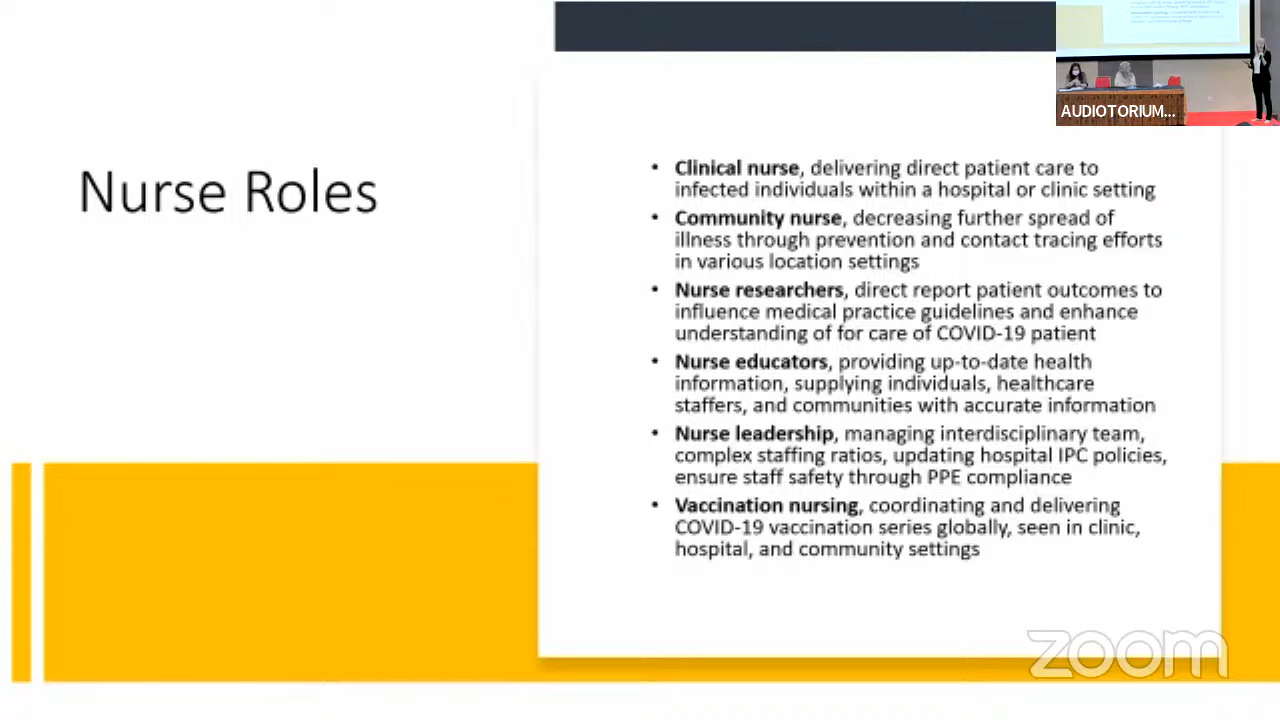 Nurse Roles
• Clinical nurse, delivering direct patient care to
infected individuals within a hospital or clinic setting
• Community nurse, decreasing further spread of
illness through prevention and contact tracing efforts
in various location settings
• Nurse researchers, direct report patient outcomes to
influence medical practice guidelines and enhance
understanding of for care of COVID-19 patient
• Nurse educators, providing up-to-date health
information, supplying individuals, healthcare
staffers, and communities with accurate information
• Nurse leadership, managing interdisciplinary team,
complex staffing ratios, updating hospital IPC policies,
ensure staff safety through PPE compliance
• Vaccination nursing, coordinating and delivering
COVID-19 vaccination series globally, seen in clinic,
hospital, and community settings
AUDIOTORIUM...
zoom